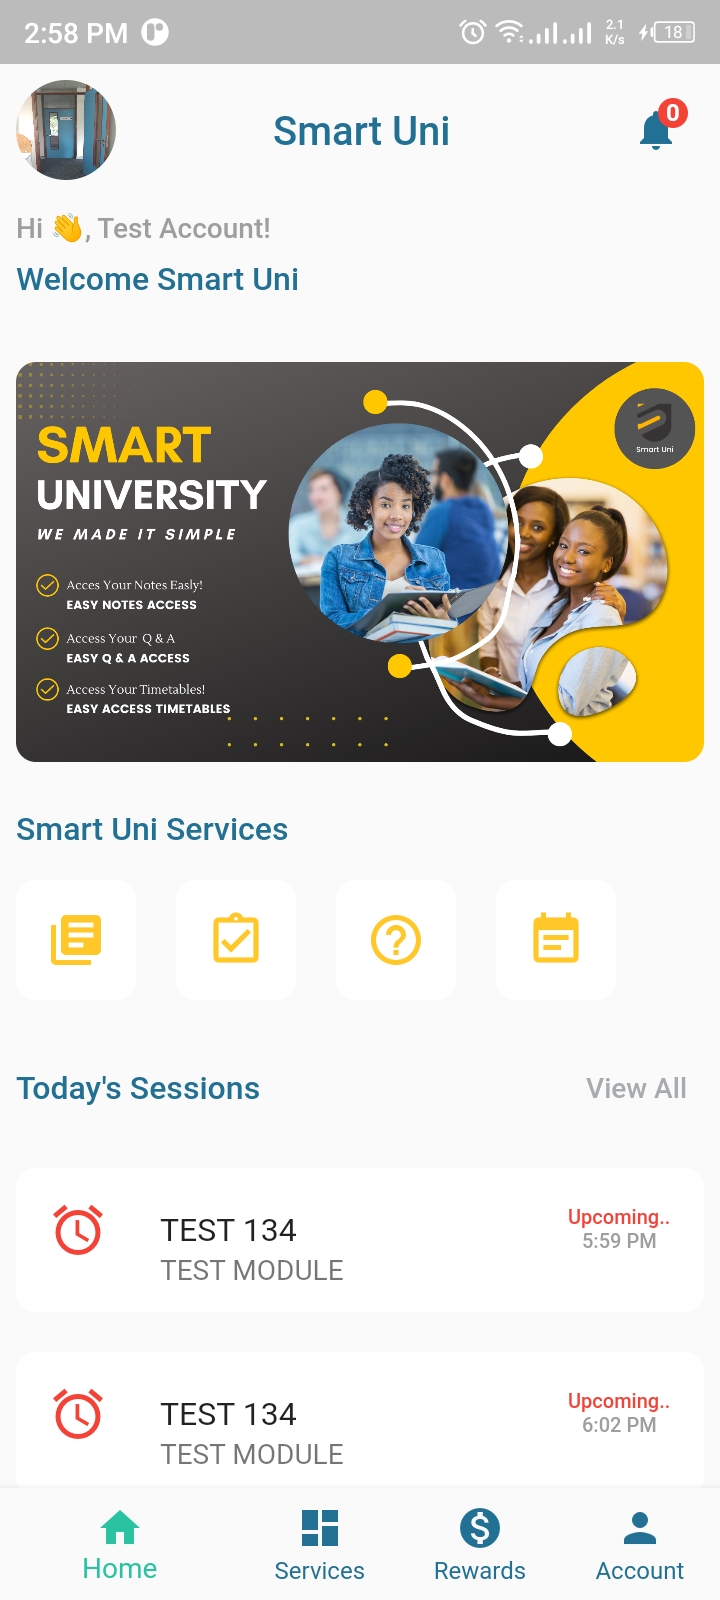 2:58 PM
2.1
K/s
18
Smart Uni
0
Hi 👋, Test Account!
Welcome Smart Uni
SMART
UNIVERSITY
WE MADE IT SIMPLE
Acces Your Notes Easly!
EASY NOTES ACCESS
Access Your Q & A
EASY Q & A ACCESS
Access Your Timetables!
EASY ACCESS TIMETABLES
Smart Uni
Smart Uni Services
Today's Sessions
View All
TEST 134
TEST MODULE
Upcoming..
5:59 PM
TEST 134
TEST MODULE
Upcoming..
6:02 PM
Home
Services
Rewards
Account